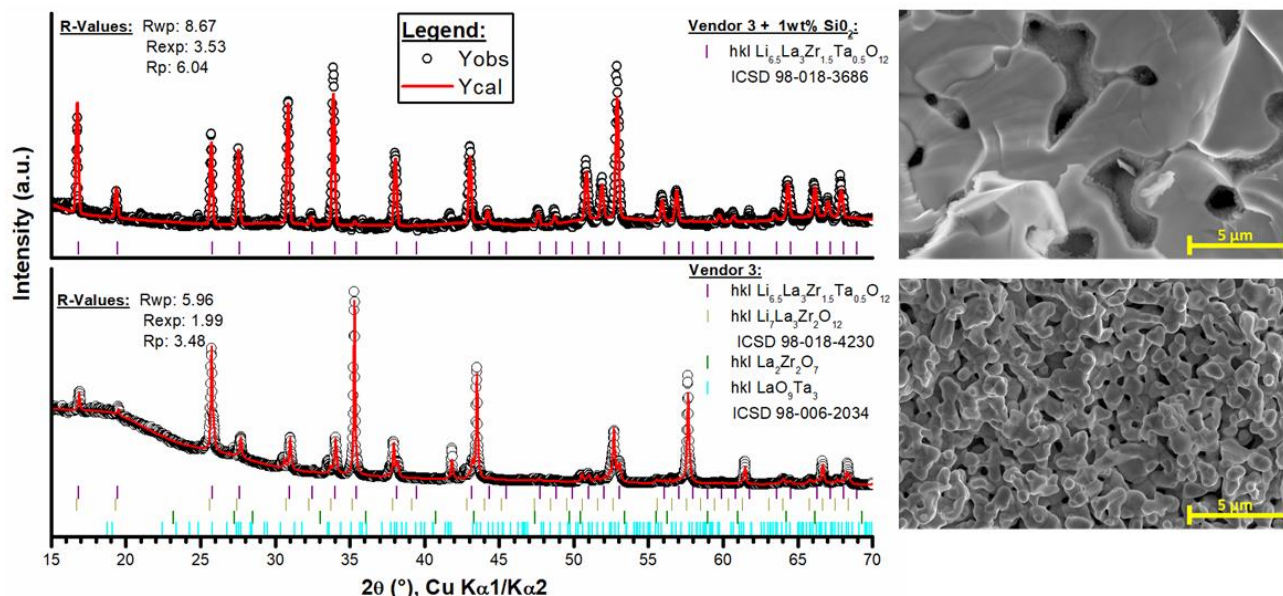 R-Values: Rwp: 8.67
Rexp: 3.53
Rp: 6.04
Legend:
Yobs
Ycal
Vendor 3 + 1wt% Si0₂:
hkl Li₆.₅La₃Zr₁.₅Ta₀.₅O₁₂
ICSD 98-018-3686
5 µm
Intensity (a.u.)
R-Values: Rwp: 5.96
Rexp: 1.99
Rp: 3.48
Vendor 3:
hkl Li₆.₅La₃Zr₁.₅Ta₀.₅O₁₂
hkl Li₇La₃Zr₂O₁₂
ICSD 98-018-4230
hkl La₂Zr₂O₇
hkl LaO₉Ta₃
ICSD 98-006-2034
5 µm
15 20 25 30 35 40 45 50 55 60 65 70
2θ (°), Cu Kα1/Kα2